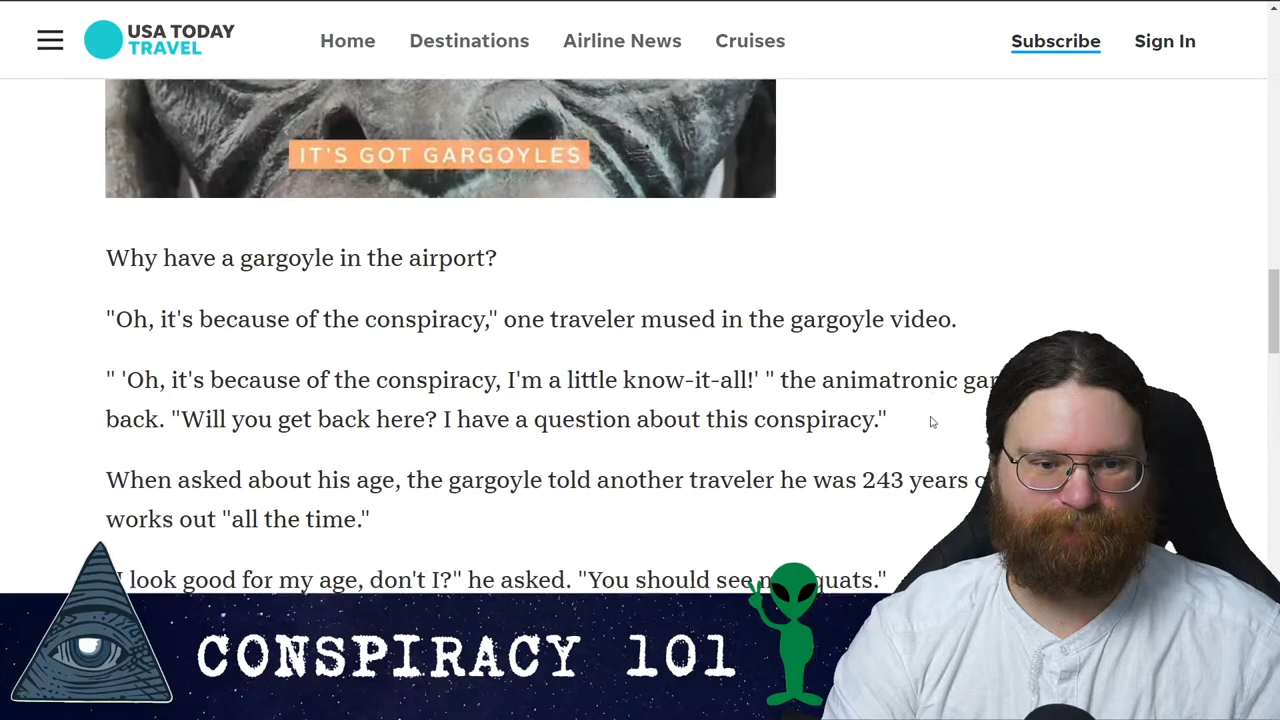 USA TODAY
TRAVEL
Home Destinations Airline News Cruises Subscribe Sign In
IT'S GOT GARGOYLES
Why have a gargoyle in the airport?
"Oh, it's because of the conspiracy," one traveler mused in the gargoyle video.
" 'Oh, it's because of the conspiracy, I'm a little know-it-all!' " the animatronic
back. "Will you get back here? I have a question about this conspiracy."
When asked about his age, the gargoyle told another traveler he was 243 years
works out "all the time."
look good for my age, don't I?" he asked. "You should see
CONSPIRACY 101